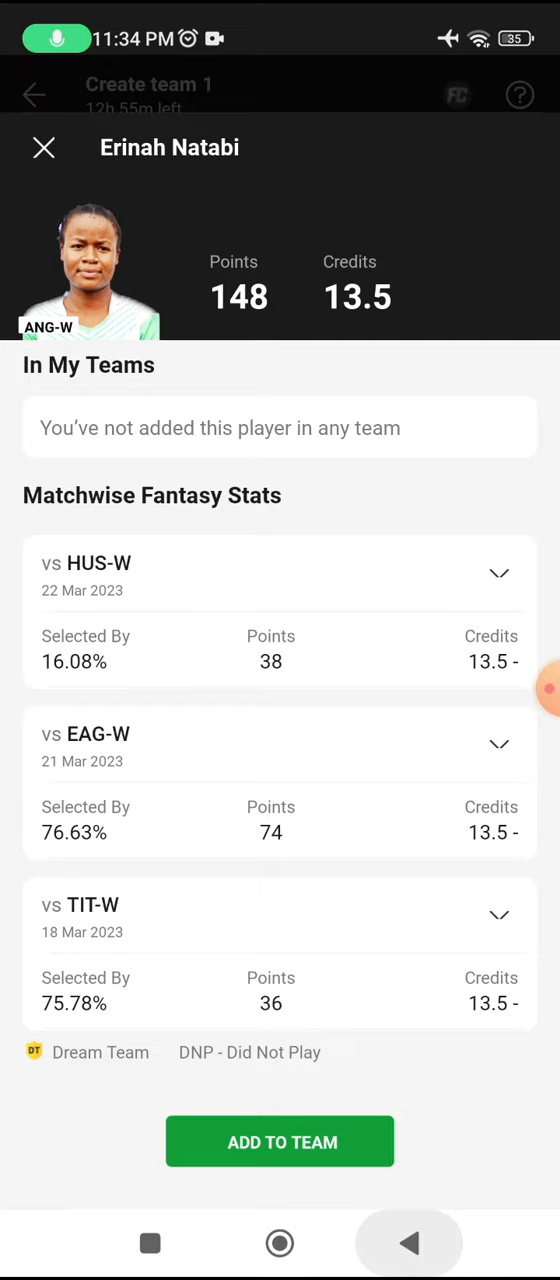 11:34 PM
35
Create team 1
12h 55m left
FC
?
Erinah Natabi
Points
Credits
148
13.5
ANG-W
In My Teams
You’ve not added this player in any team
Matchwise Fantasy Stats
vs HUS-W
22 Mar 2023
Selected By Points Credits
16.08% 38 13.5 -
vs EAG-W
21 Mar 2023
Selected By Points Credits
76.63% 74 13.5 -
vs TIT-W
18 Mar 2023
Selected By Points Credits
75.78% 36 13.5 -
DT Dream Team DNP - Did Not Play
ADD TO TEAM